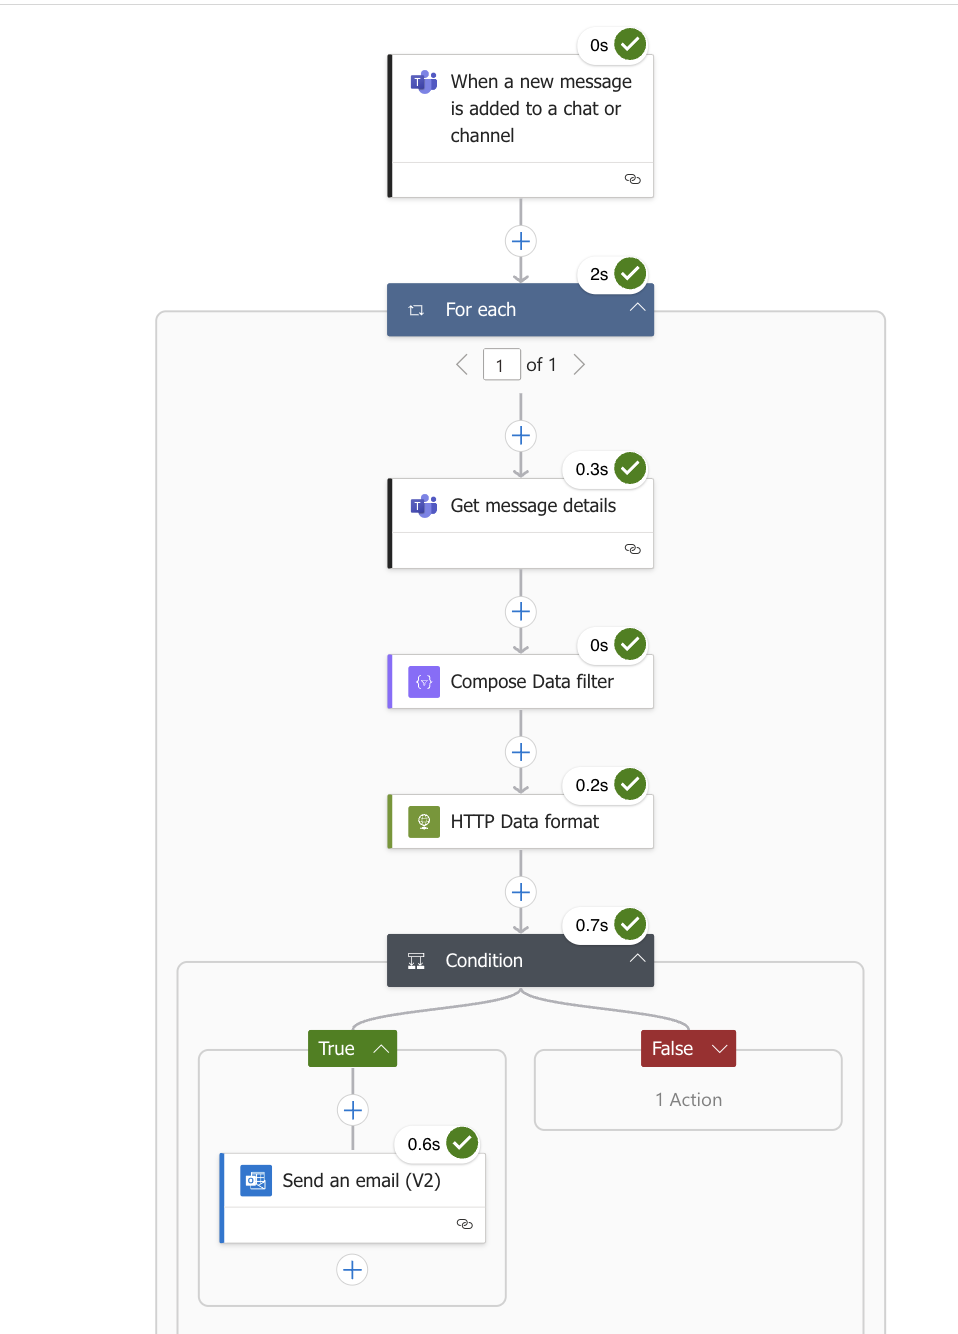 0s
When a new message
is added to a chat or
channel
2s
For each
1 of 1
0.3s
Get message details
0s
Compose Data filter
0.2s
HTTP Data format
0.7s
Condition
True
False
1 Action
0.6s
Send an email (V2)